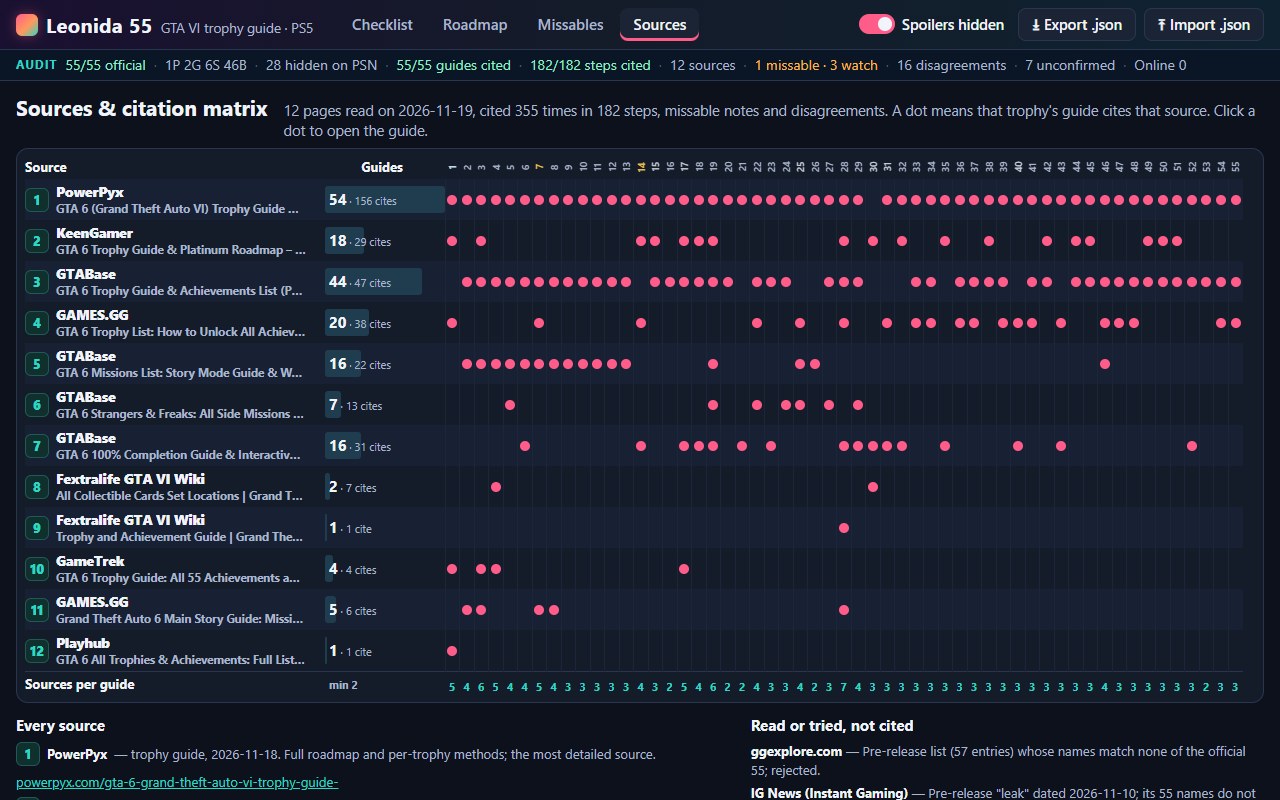 Leonida 55 GTA VI trophy guide · PS5 Checklist Roadmap Missables Sources Spoilers hidden Export .json Import .json
AUDIT 55/55 official · 1P 2G 6S 46B · 28 hidden on PSN · 55/55 guides cited · 182/182 steps cited · 12 sources · 1 missable · 3 watch · 16 disagreements · 7 unconfirmed · Online 0
Sources & citation matrix 12 pages read on 2026-11-19, cited 355 times in 182 steps, missable notes and disagreements. A dot means that trophy's guide cites that source. Click a
dot to open the guide.
Source Guides 1 2 3 4 5 6 7 8 9 10 11 12 13 14 15 16 17 18 19 20 21 22 23 24 25 26 27 28 29 30 31 32 33 34 35 36 37 38 39 40 41 42 43 44 45 46 47 48 49 50 51 52 53 54 55
1 PowerPyx
GTA 6 (Grand Theft Auto VI) Trophy Guide ...
54 · 156 cites
2 KeenGamer
GTA 6 Trophy Guide & Platinum Roadmap – ...
18 · 29 cites
3 GTABase
GTA 6 Trophy Guide & Achievements List (P...
44 · 47 cites
4 GAMES.GG
GTA 6 Trophy List: How to Unlock All Achiev...
20 · 38 cites
5 GTABase
GTA 6 Missions List: Story Mode Guide & W...
16 · 22 cites
6 GTABase
GTA 6 Strangers & Freaks: All Side Missions ...
7 · 13 cites
7 GTABase
GTA 6 100% Completion Guide & Interactiv...
16 · 31 cites
8 Fextralife GTA VI Wiki
All Collectible Cards Set Locations | Grand T...
2 · 7 cites
9 Fextralife GTA VI Wiki
Trophy and Achievement Guide | Grand The...
1 · 1 cite
10 GameTrek
GTA 6 Trophy Guide: All 55 Achievements a...
4 · 4 cites
11 GAMES.GG
Grand Theft Auto 6 Main Story Guide: Missi...
5 · 6 cites
12 Playhub
GTA 6 All Trophies & Achievements: Full List...
1 · 1 cite
Sources per guide min 2 5 4 6 5 4 4 5 4 3 3 3 3 3 4 3 2 5 4 6 2 2 4 3 3 4 3 2 7 4 3 3 3 3 3 3 3 3 3 3 3 3 3 3 3 3 4 3 3 3 3 3 3 2 3 3
Every source
1 PowerPyx — trophy guide, 2026-11-18. Full roadmap and per-trophy methods; the most detailed source.
powerpyx.com/gta-6-grand-theft-auto-vi-trophy-guide-
Read or tried, not cited
ggexplore.com — Pre-release list (57 entries) whose names match none of the official
55; rejected.
IG News (Instant Gaming) — Pre-release "leak" dated 2026-11-10; its 55 names do not